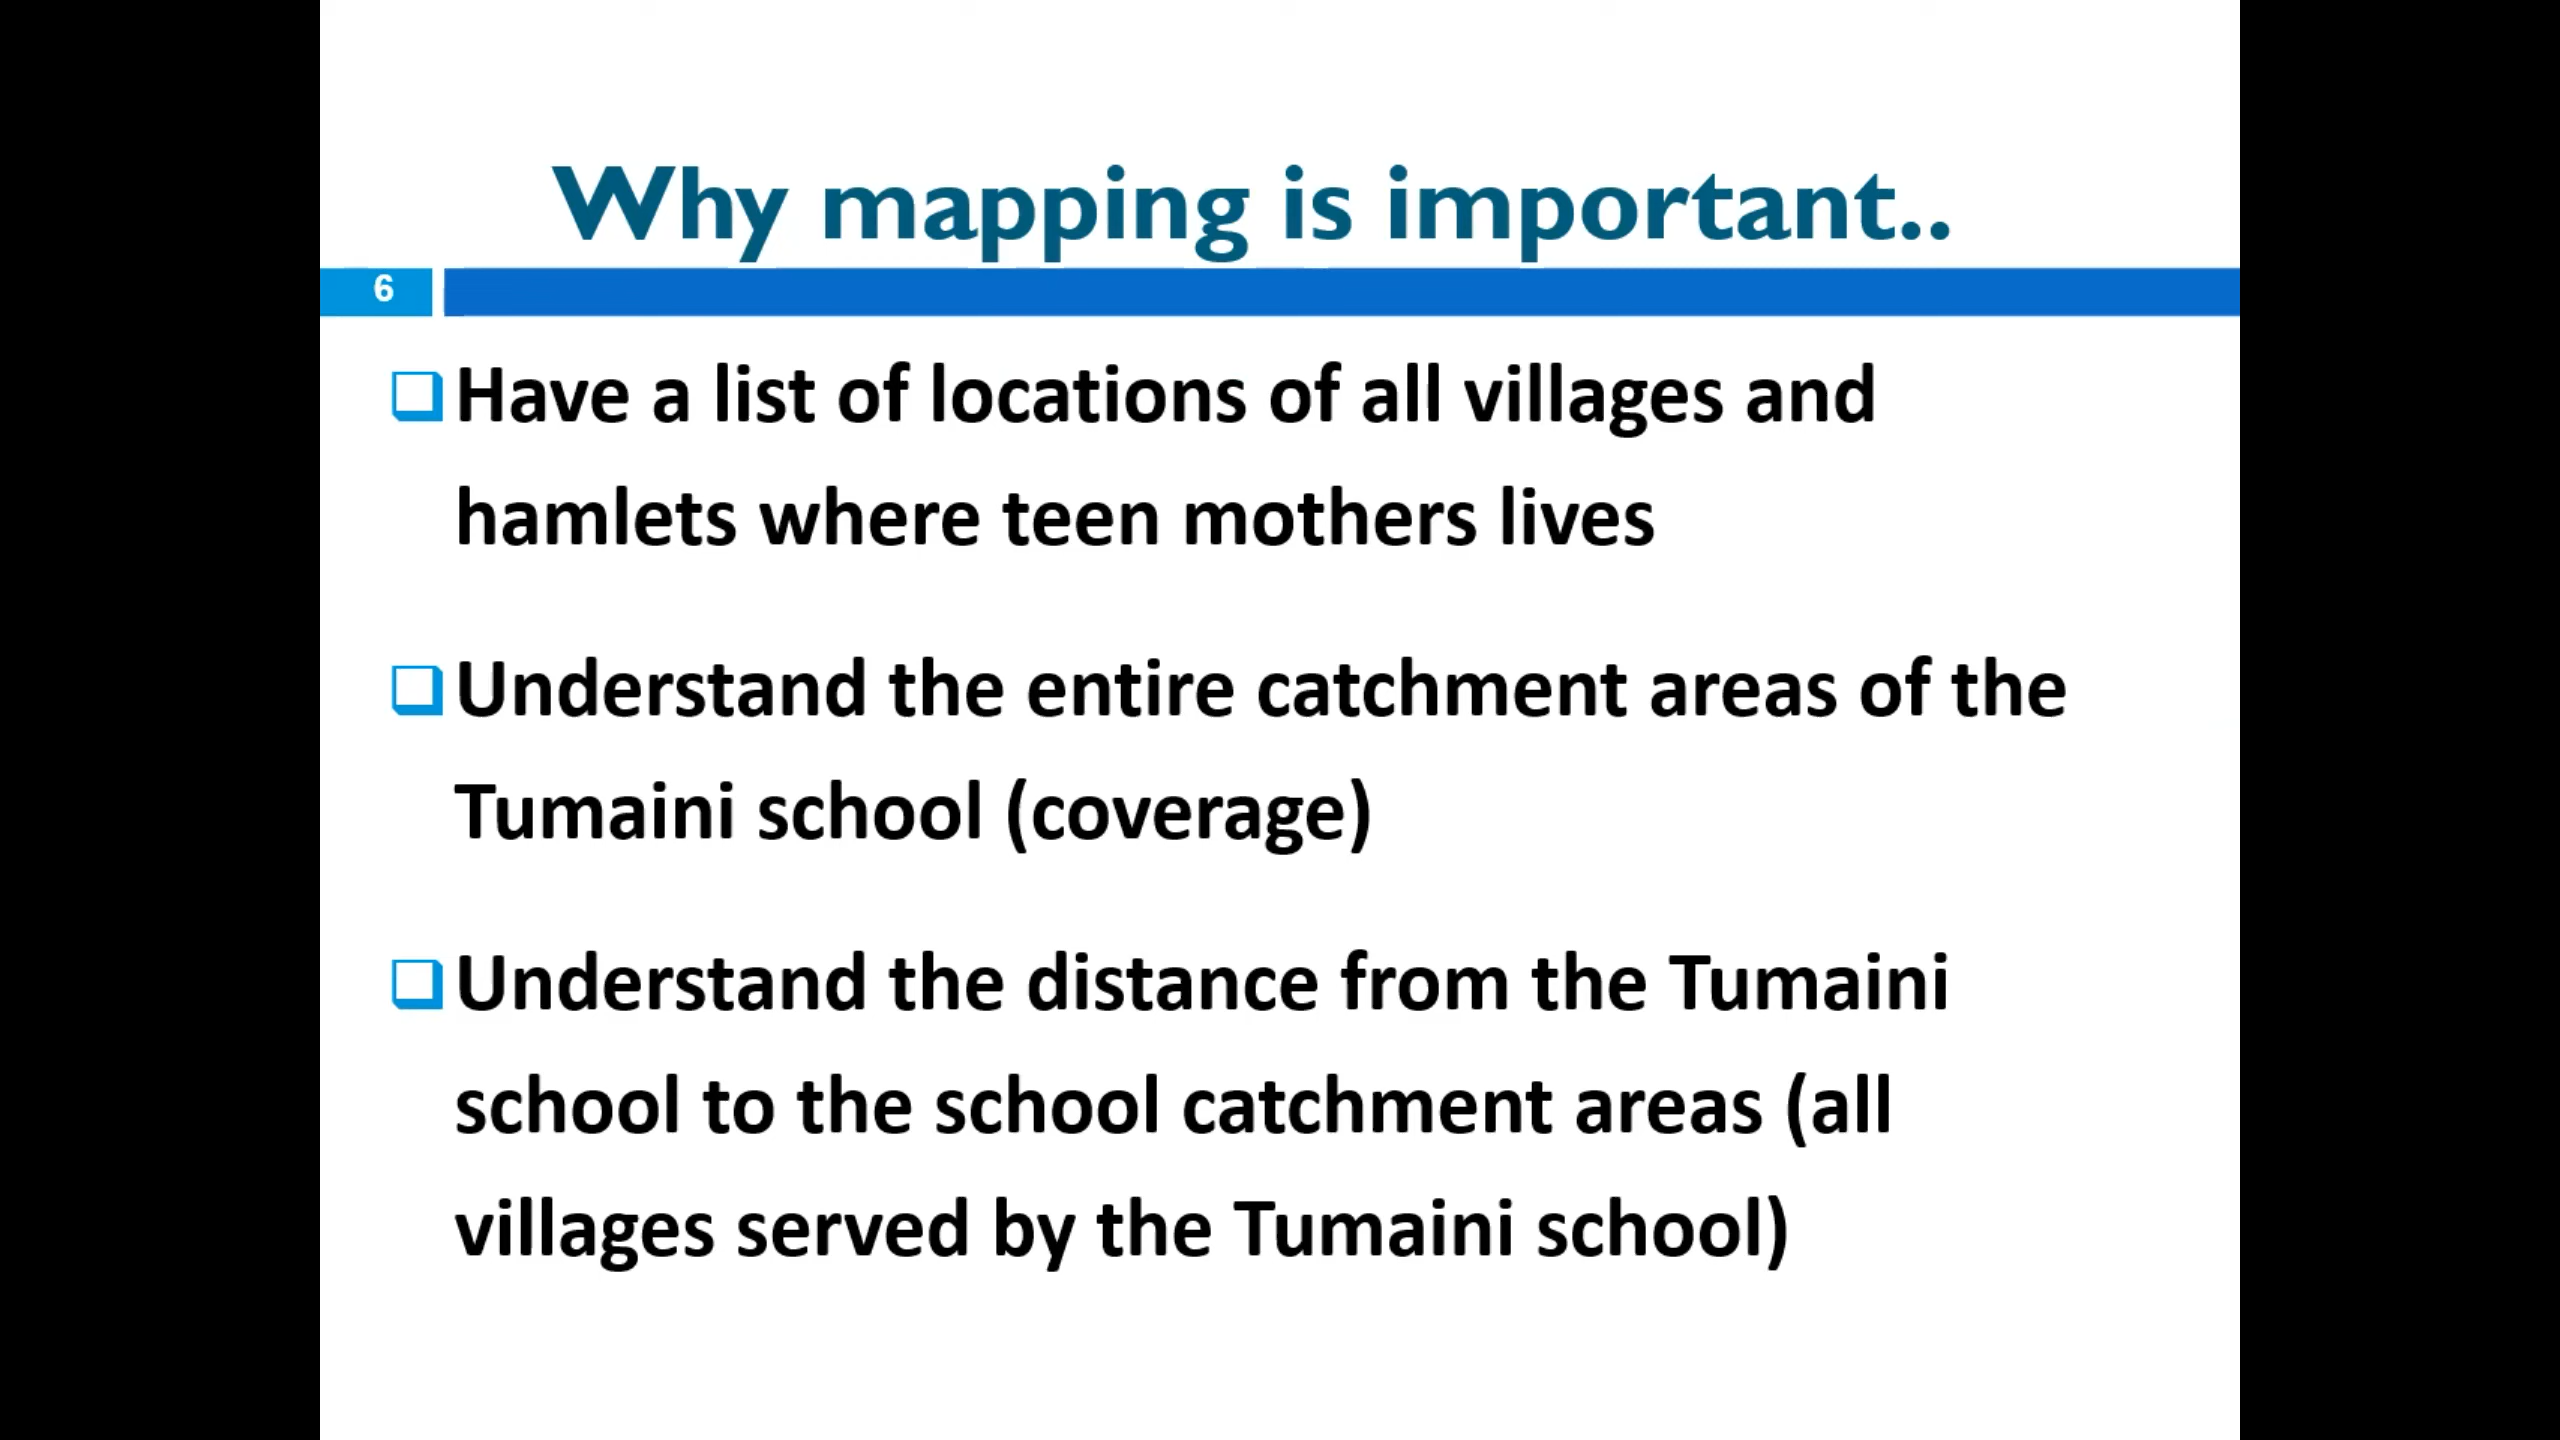 Why mapping is important..
6
Have a list of locations of all villages and
hamlets where teen mothers lives
Understand the entire catchment areas of the
Tumaini school (coverage)
Understand the distance from the Tumaini
school to the school catchment areas (all
villages served by the Tumaini school)